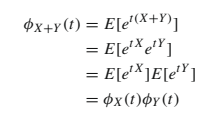 ϕ_{X+Y}(t) = E[e^{t(X+Y)}]
= E[e^{tX}e^{tY}]
= E[e^{tX}]E[e^{tY}]
= ϕ_X(t)ϕ_Y(t)